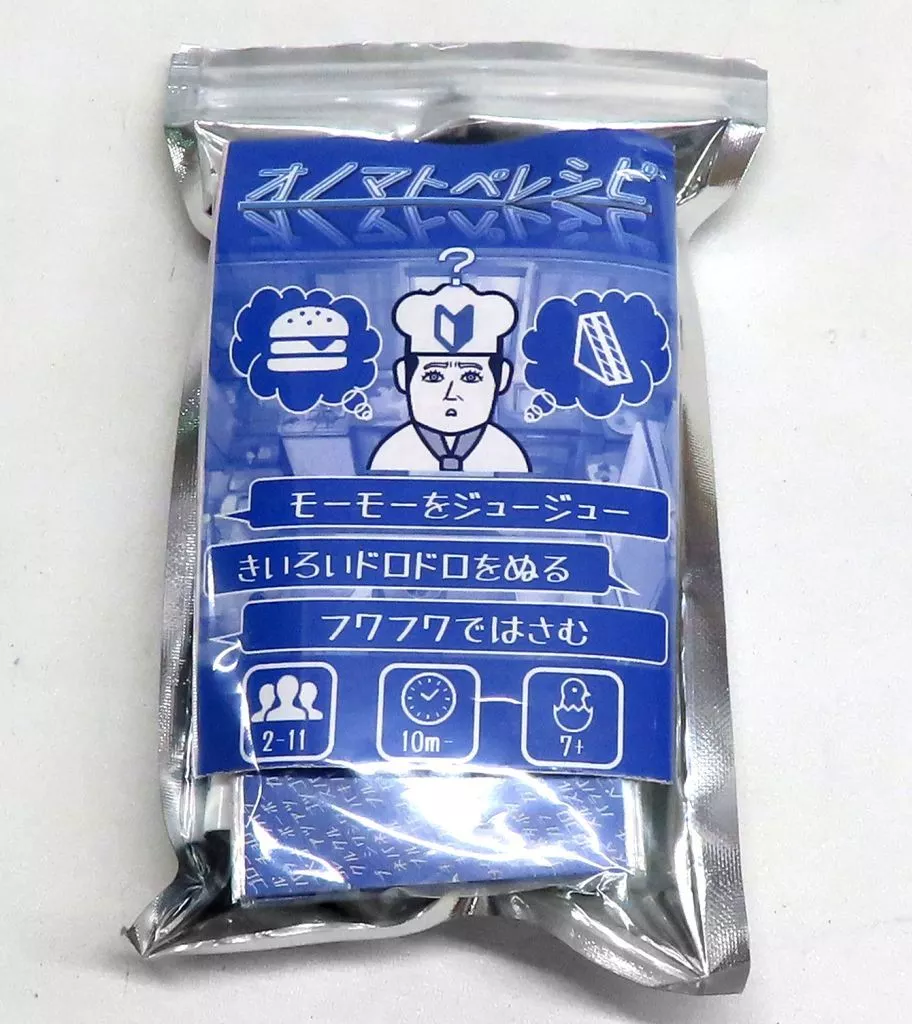 オノマトペレシピ
?
モーモーをジュージュー
きいろいドロドロをぬる
フワフワではさむ
2-11
10m-
7+